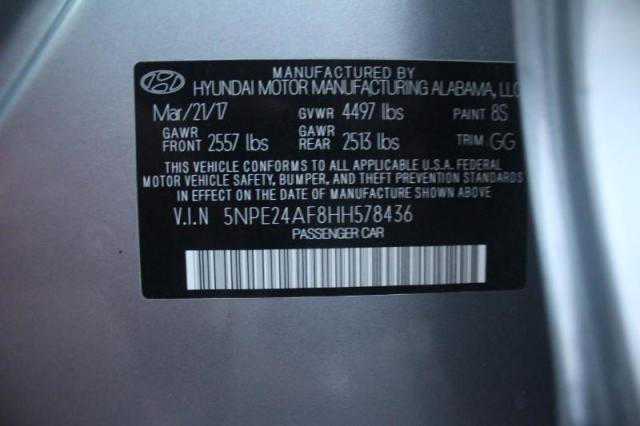 MANUFACTURED BY
HYUNDAI MOTOR MANUFACTURING ALABAMA, LLC
Mar/21/17 GVWR 4497 lbs PAINT 8S
GAWR FRONT 2557 lbs GAWR REAR 2513 lbs TRIM GG
THIS VEHICLE CONFORMS TO ALL APPLICABLE U.S.A. FEDERAL
MOTOR VEHICLE SAFETY, BUMPER, AND THEFT PREVENTION STANDARDS
IN EFFECT ON THE DATE OF MANUFACTURE SHOWN ABOVE.
V.I.N 5NPE24AF8HH578436
PASSENGER CAR